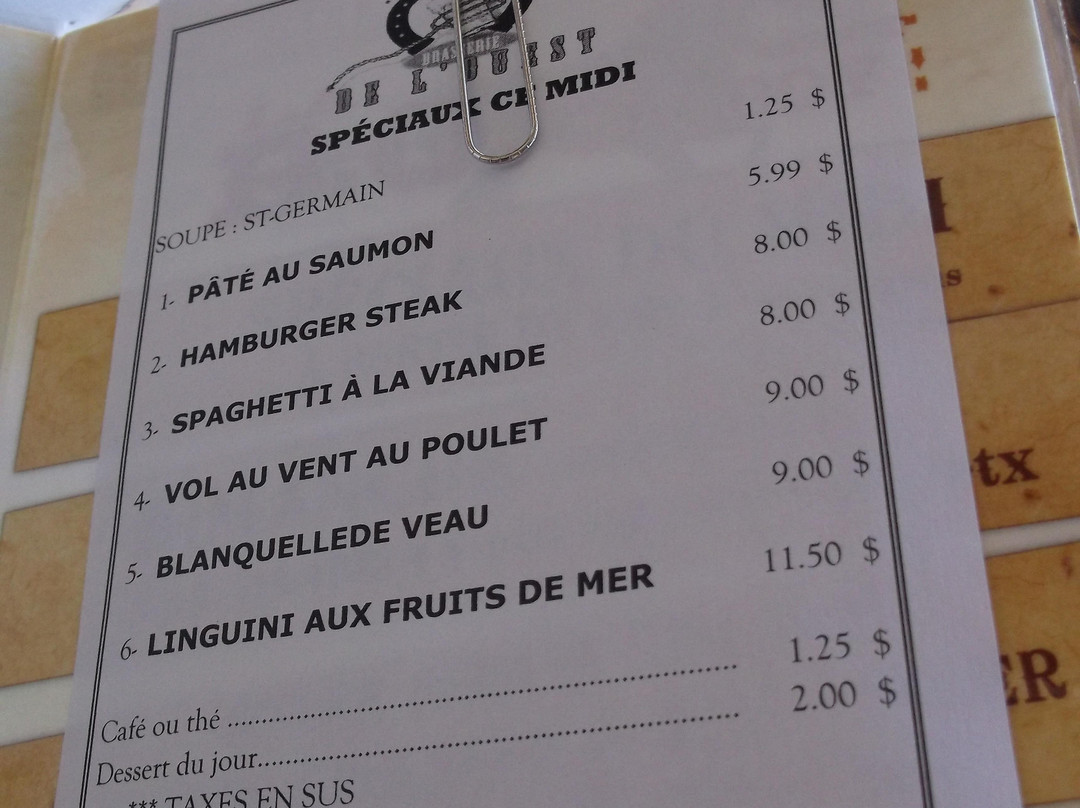 BRASSERIE
DE L'OUEST
SPÉCIAUX CE MIDI
SOUPE : ST-GERMAIN 1.25 $
1- PÂTÉ AU SAUMON 5.99 $
2- HAMBURGER STEAK 8.00 $
3- SPAGHETTI À LA VIANDE 8.00 $
4- VOL AU VENT AU POULET 9.00 $
5- BLANQUELLEDE VEAU 9.00 $
6- LINGUINI AUX FRUITS DE MER 11.50 $
Café ou thé ........................................................ 1.25 $
Dessert du jour........................................................ 2.00 $
*** TAXES EN SUS